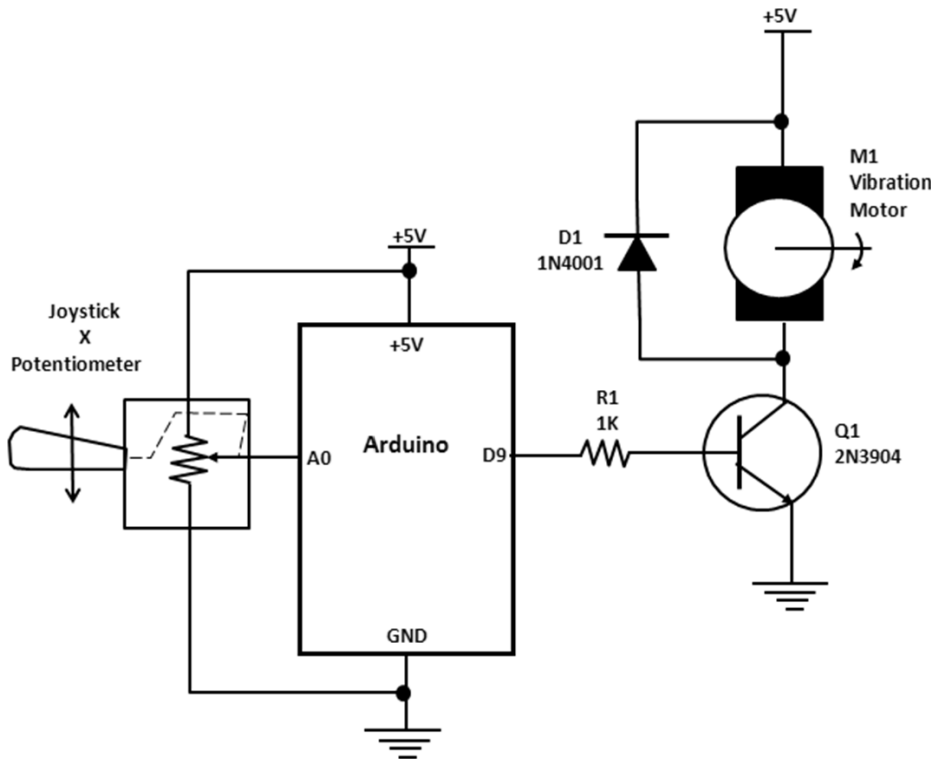 +5V
M1
Vibration
Motor
D1
1N4001
+5V
Joystick
X
Potentiometer
+5V
R1
1K
Arduino
A0
D9
Q1
2N3904
GND